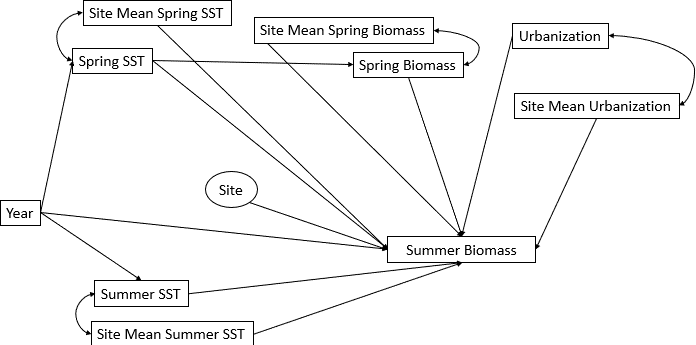 Site Mean Spring SST
Site Mean Spring Biomass
Urbanization
Spring SST
Spring Biomass
Site Mean Urbanization
Site
Year
Summer Biomass
Summer SST
Site Mean Summer SST